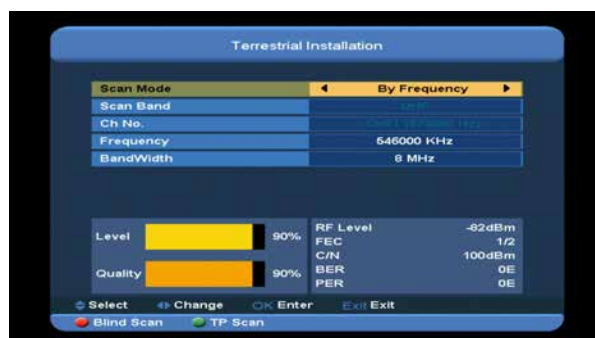 Terrestrial Installation
Scan Mode By Frequency
Scan Band UHF
Ch No.
Frequency 546000 KHz
BandWidth 8 MHz
Level 90%
Quality 90%
RF Level -82dBm
FEC 1/2
C/N 100dBm
BER 0E
PER 0E
Select Change OK Enter Exit Exit
Blind Scan TP Scan